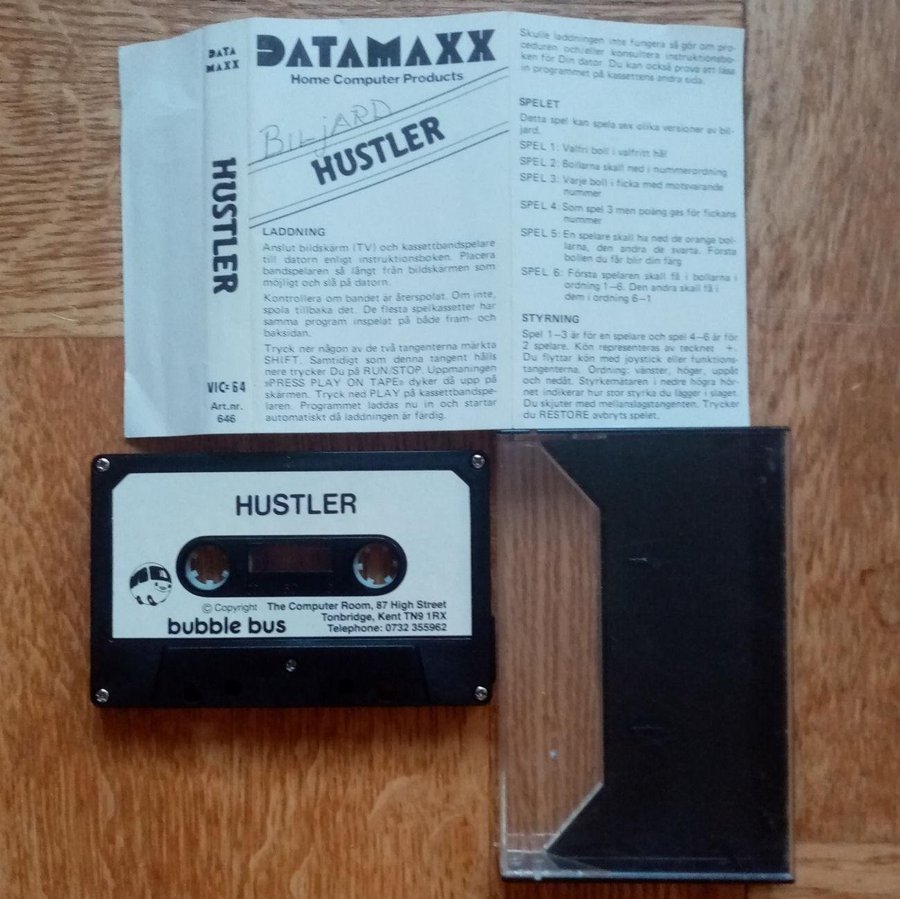 DATA
MAXX
HUSTLER
VIC-64
Art.nr.
646
DATAMAXX
Home Computer Products
BILJARD
HUSTLER
LADDNING
Anslut bildskärm (TV) och kassettbandspelare
till datorn enligt instruktionsboken. Placera
bandspelaren så långt från bildskärmen som
möjligt och slå på datorn.
Kontrollera om bandet är återspolat. Om inte,
spola tillbaka det. De flesta spelkassetter har
samma program inspelat på både fram- och
baksidan.
Tryck ner någon av de två tangenterna märkta
SHIFT. Samtidigt som denna tangent hålls
nere trycker Du på RUN/STOP. Uppmaningen
»PRESS PLAY ON TAPE» dyker då upp på
skärmen. Tryck ned PLAY på kassettbandspe-
laren. Programmet laddas nu in och startar
automatiskt då laddningen är färdig.
Skulle laddningen inte fungera så gör om pro-
ceduren och/eller konsultera instruktionsbo-
ken för Din dator. Du kan också prova att läsa
in programmet på kassettens andra sida.
SPELET
Detta spel kan spela sex olika versioner av bil-
jard.
SPEL 1: Valfri boll i valfritt hål
SPEL 2: Bollarna skall ned i nummerordning
SPEL 3: Varje boll i ficka med motsvarande
nummer
SPEL 4: Som spel 3 men poäng ges för fickans
nummer
SPEL 5: En spelare skall ha ned de orange bol-
larna, den andra de svarta. Första
bollen du får blir din färg
SPEL 6: Första spelaren skall få i bollarna i
ordning 1–6. Den andra skall få i
dem i ordning 6–1
STYRNING
Spel 1–3 är för en spelare och spel 4–6 är för
2 spelare. Kön representeras av tecknet +.
Du flyttar kön med joystick eller funktions-
tangenterna. Ordning: vänster, höger, uppåt
och nedåt. Styrkemätaren i nedre högra hör-
net indikerar hur stor styrka du lägger i slaget.
Du skjuter med mellanslagstangenten. Trycker
du RESTORE avbryts spelet.
HUSTLER
© Copyright The Computer Room, 87 High Street
Tonbridge, Kent TN9 1RX
bubble bus Telephone: 0732 355962